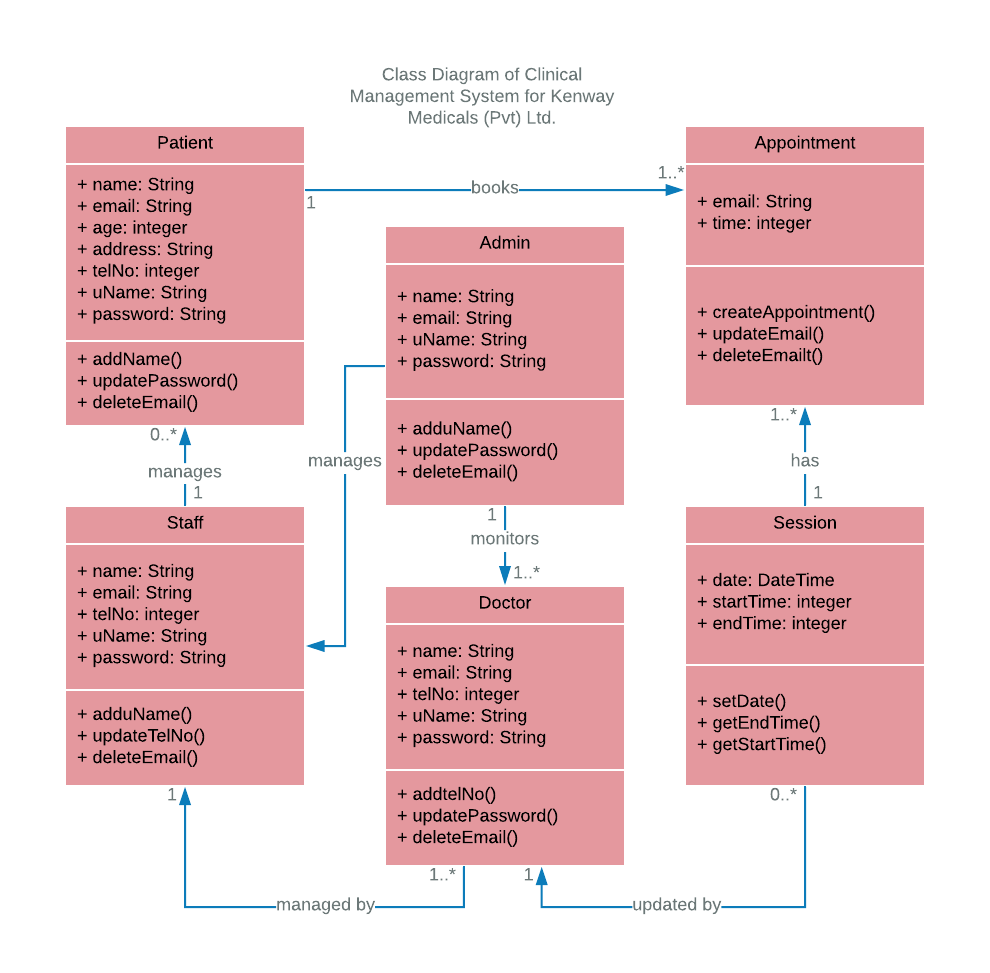 Class Diagram of Clinical
Management System for Kenway
Medicals (Pvt) Ltd.
Patient
+ name: String
+ email: String
+ age: integer
+ address: String
+ telNo: integer
+ uName: String
+ password: String
+ addName()
+ updatePassword()
+ deleteEmail()
1
books
1..*
Appointment
+ email: String
+ time: integer
+ createAppointment()
+ updateEmail()
+ deleteEmailt()
Admin
+ name: String
+ email: String
+ uName: String
+ password: String
+ adduName()
+ updatePassword()
+ deleteEmail()
0..*
manages
1
manages
1
monitors
1..*
1..*
has
1
Staff
+ name: String
+ email: String
+ telNo: integer
+ uName: String
+ password: String
+ adduName()
+ updateTelNo()
+ deleteEmail()
Doctor
+ name: String
+ email: String
+ telNo: integer
+ uName: String
+ password: String
+ addtelNo()
+ updatePassword()
+ deleteEmail()
Session
+ date: DateTime
+ startTime: integer
+ endTime: integer
+ setDate()
+ getEndTime()
+ getStartTime()
1
managed by
1..*
1
updated by
0..*